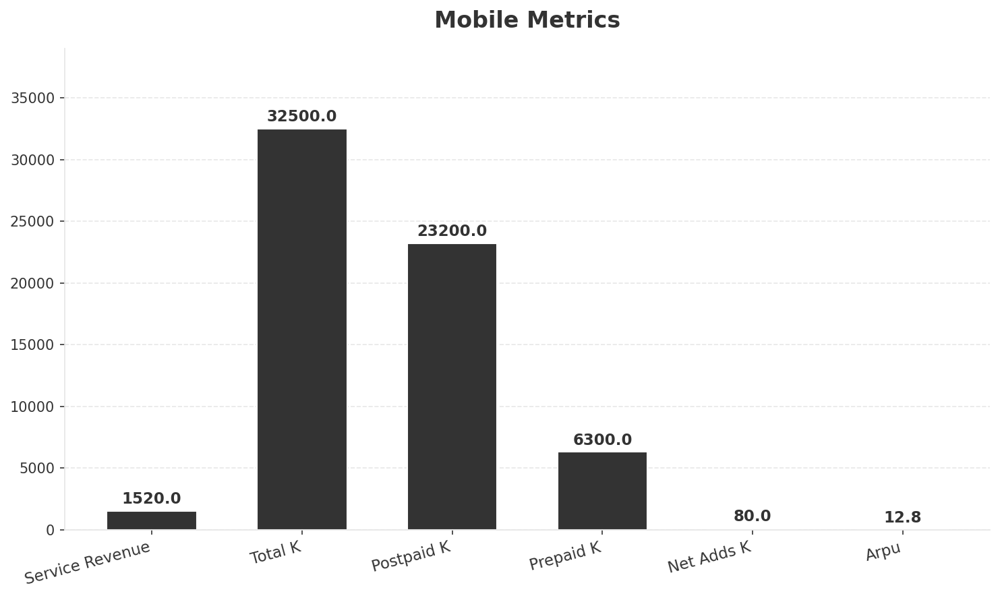 Mobile Metrics
35000
30000
25000
20000
15000
10000
5000
0
1520.0
32500.0
23200.0
6300.0
80.0
12.8
Service Revenue
Total K
Postpaid K
Prepaid K
Net Adds K
Arpu